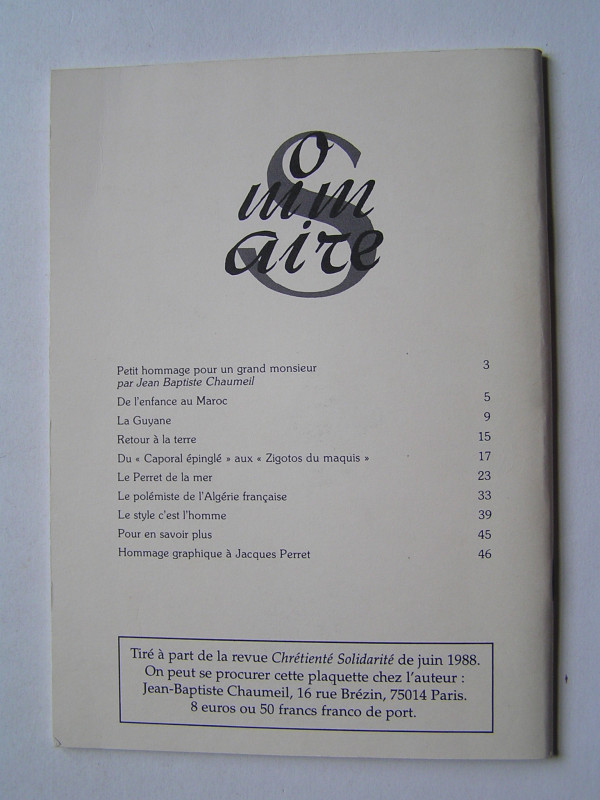 Sommaire
Petit hommage pour un grand monsieur 3
par Jean Baptiste Chaumeil
De l'enfance au Maroc 5
La Guyane 9
Retour à la terre 15
Du « Caporal épinglé » aux « Zigotos du maquis » 17
Le Perret de la mer 23
Le polémiste de l'Algérie française 33
Le style c'est l'homme 39
Pour en savoir plus 45
Hommage graphique à Jacques Perret 46
Tiré à part de la revue Chrétienté Solidarité de juin 1988.
On peut se procurer cette plaquette chez l'auteur :
Jean-Baptiste Chaumeil, 16 rue Brézin, 75014 Paris.
8 euros ou 50 francs franco de port.